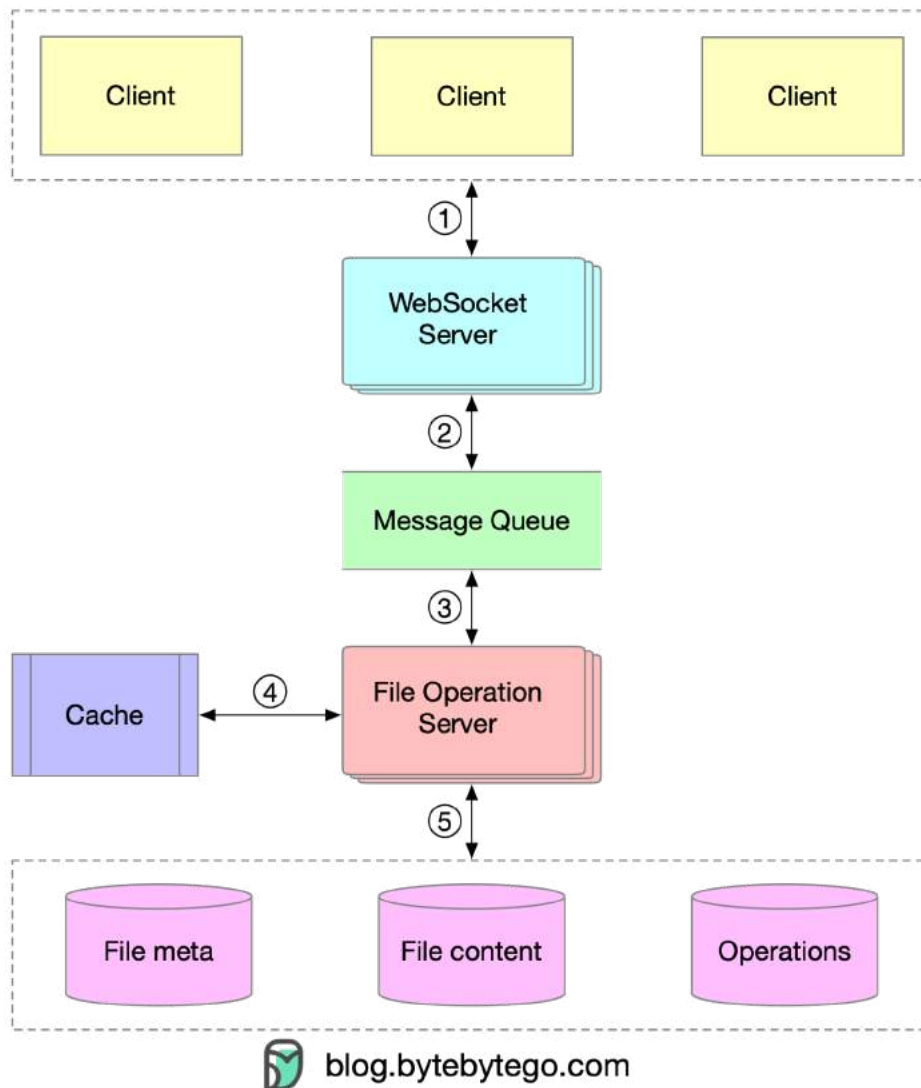 Client
Client
Client
①
WebSocket
Server
②
Message Queue
③
Cache
④
File Operation
Server
⑤
File meta
File content
Operations
blog.bytebytego.com